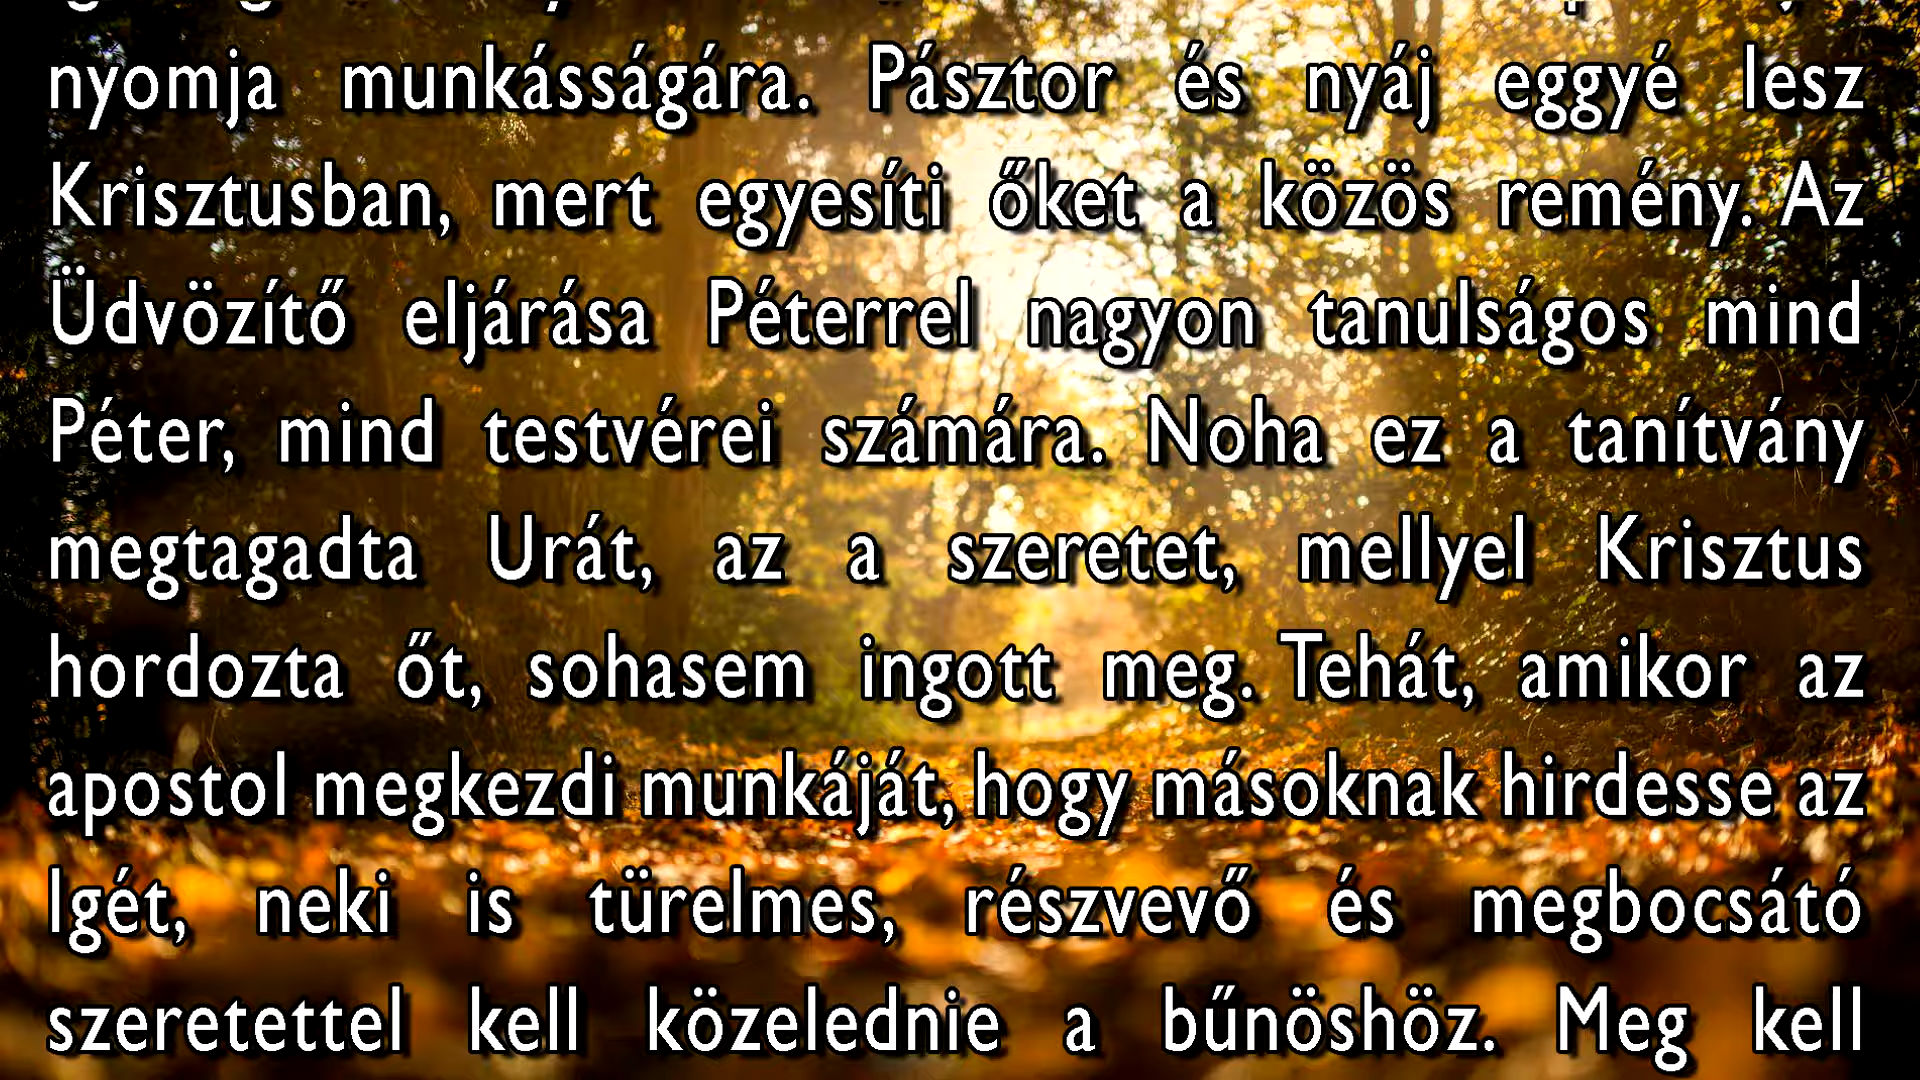 nyomja munkásságára. Pásztor és nyáj eggyé lesz
Krisztusban, mert egyesíti őket a közös remény. Az
Üdvözítő eljárása Péterrel nagyon tanulságos mind
Péter, mind testvérei számára. Noha ez a tanítvány
megtagadta Urát, az a szeretet, mellyel Krisztus
hordozta őt, sohasem ingott meg. Tehát, amikor az
apostol megkezdi munkáját, hogy másoknak hirdesse az
Igét, neki is türelmes, részvevő és megbocsátó
szeretettel kell közelednie a bűnöshöz. Meg kell